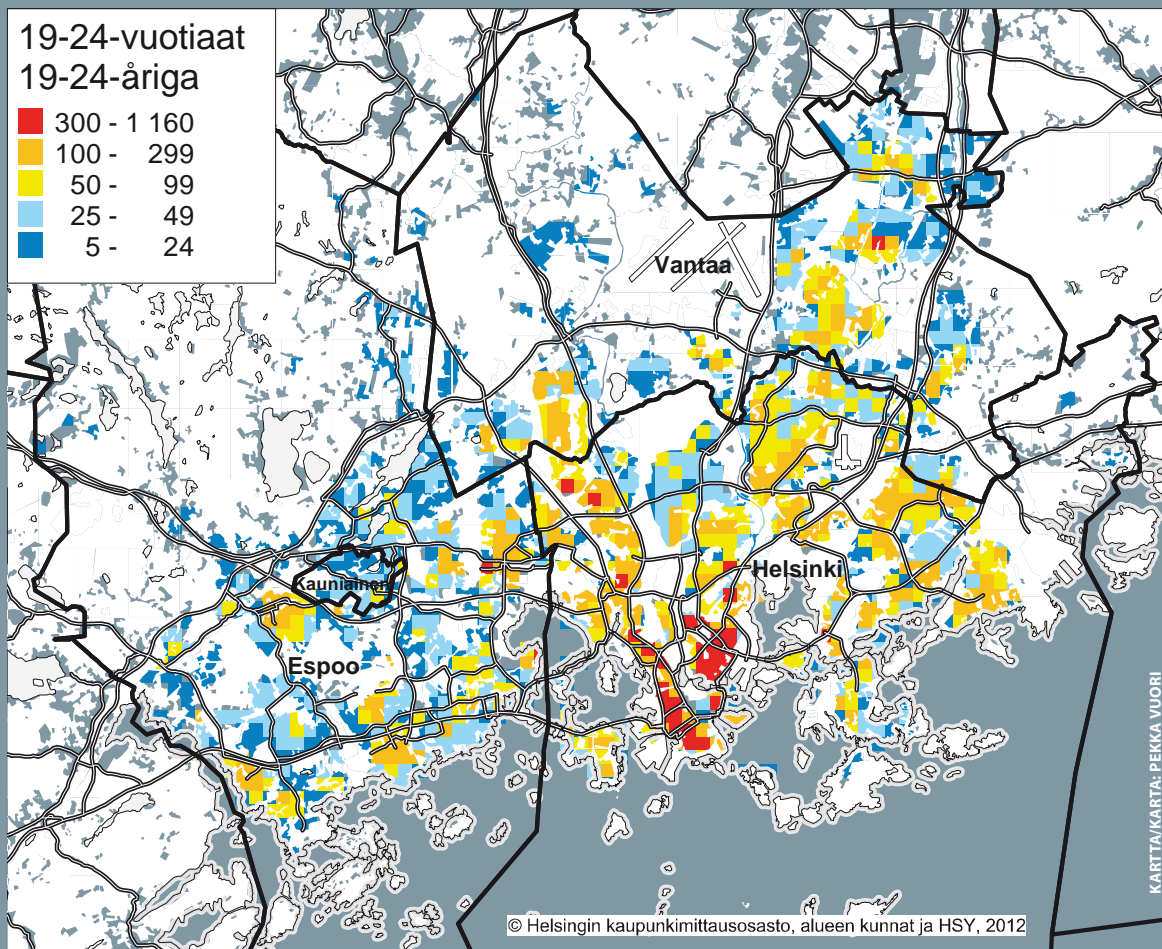 19-24-vuotiaat
19-24-åriga
300 - 1 160
100 - 299
50 - 99
25 - 49
5 - 24
Vantaa
Helsinki
Kauniainen
Espoo
KARTTA/KARTA: PEKKA VUORI
© Helsingin kaupunkimittausosasto, alueen kunnat ja HSY, 2012